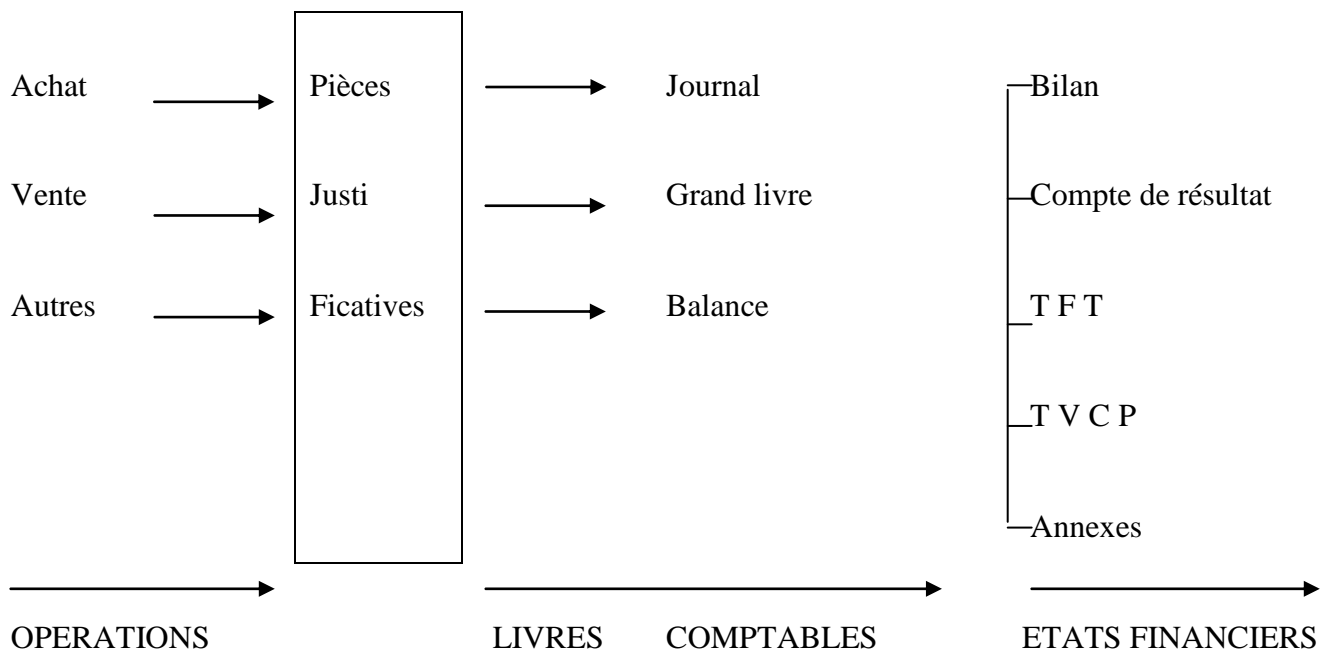 Achat Pièces Journal Bilan
Vente Justi Grand livre Compte de résultat
Autres Ficatives Balance T F T
T V C P
Annexes
OPERATIONS LIVRES COMPTABLES ETATS FINANCIERS